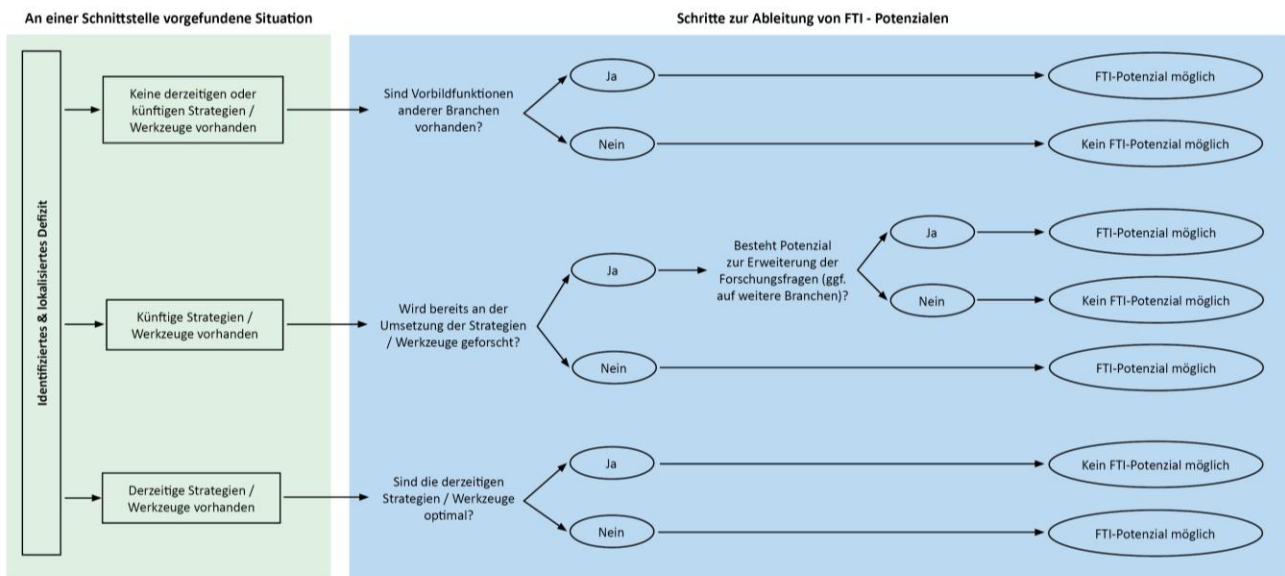 An einer Schnittstelle vorgefundene Situation
Schritte zur Ableitung von FTI - Potenzialen
Identifiziertes & lokalisiertes Defizit
Keine derzeitigen oder
künftigen Strategien /
Werkzeuge vorhanden
Sind Vorbildfunktionen
anderer Branchen
vorhanden?
Ja
FTI-Potenzial möglich
Nein
Kein FTI-Potenzial möglich
Künftige Strategien /
Werkzeuge vorhanden
Wird bereits an der
Umsetzung der Strategien
/ Werkzeuge geforscht?
Ja
Besteht Potenzial
zur Erweiterung der
Forschungsfragen (ggf.
auf weitere Branchen)?
Ja
FTI-Potenzial möglich
Nein
Kein FTI-Potenzial möglich
Nein
FTI-Potenzial möglich
Derzeitige Strategien /
Werkzeuge vorhanden
Sind die derzeitigen
Strategien / Werkzeuge
optimal?
Ja
Kein FTI-Potenzial möglich
Nein
FTI-Potenzial möglich